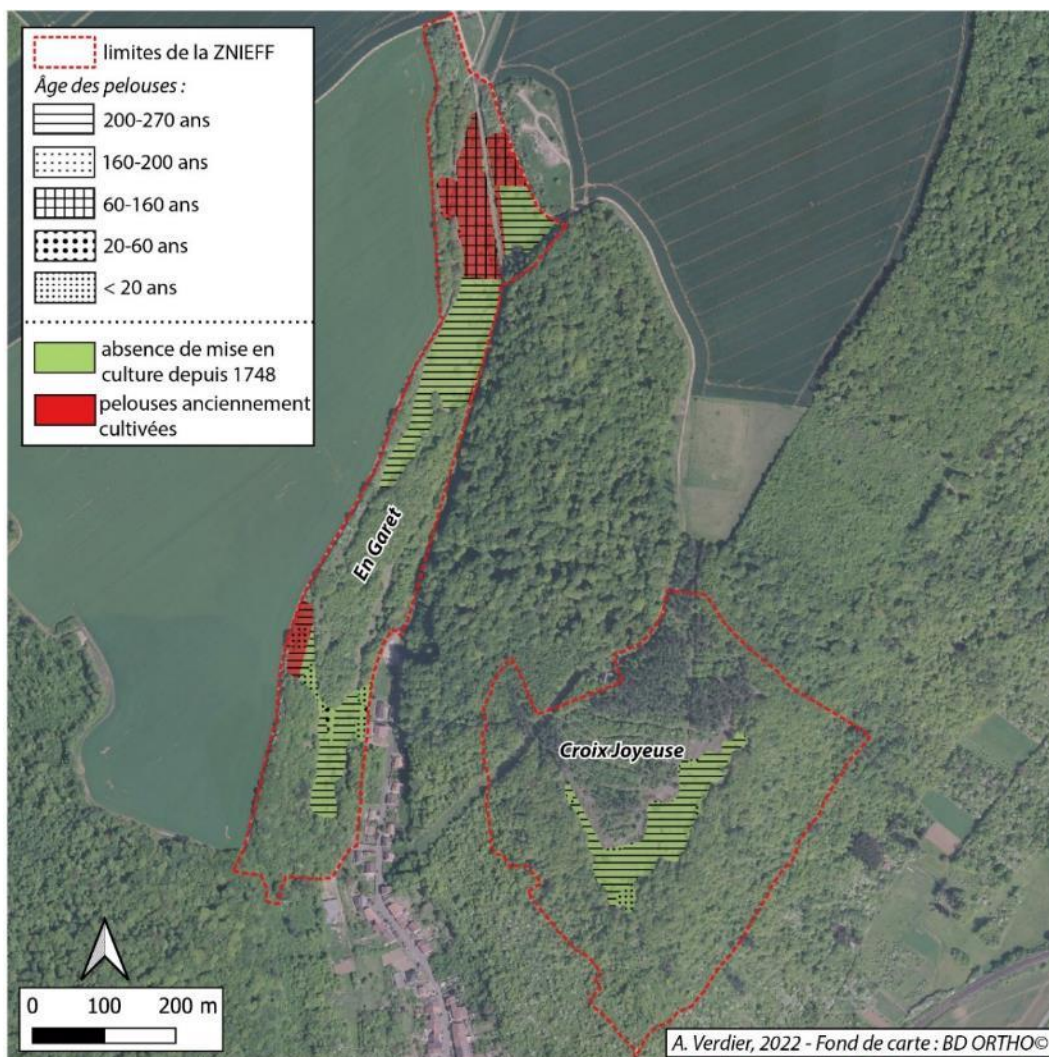 limites de la ZNIEFF
Âge des pelouses :
200-270 ans
160-200 ans
60-160 ans
20-60 ans
< 20 ans
absence de mise en
culture depuis 1748
pelouses anciennement
cultivées
En Garet
Croix Joyeuse
0 100 200 m
A. Verdier, 2022 - Fond de carte : BD ORTHO©